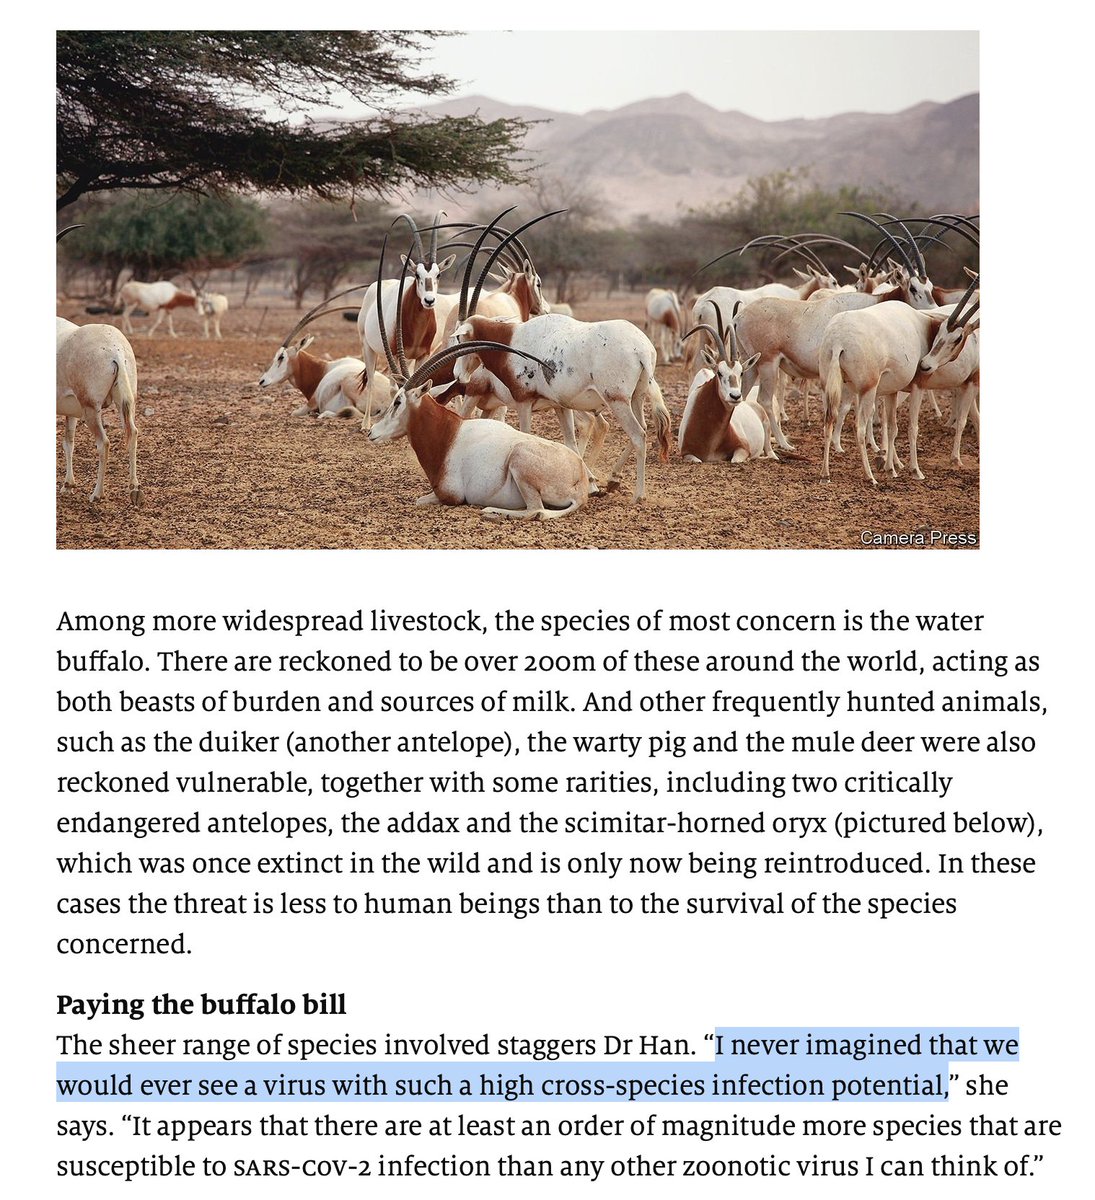 Camera Press
Among more widespread livestock, the species of most concern is the water
buffalo. There are reckoned to be over 200m of these around the world, acting as
both beasts of burden and sources of milk. And other frequently hunted animals,
such as the duiker (another antelope), the warty pig and the mule deer were also
reckoned vulnerable, together with some rarities, including two critically
endangered antelopes, the addax and the scimitar-horned oryx (pictured below),
which was once extinct in the wild and is only now being reintroduced. In these
cases the threat is less to human beings than to the survival of the species
concerned.
Paying the buffalo bill
The sheer range of species involved staggers Dr Han. “I never imagined that we
would ever see a virus with such a high cross-species infection potential,” she
says. “It appears that there are at least an order of magnitude more species that are
susceptible to SARS-COV-2 infection than any other zoonotic virus I can think of.”